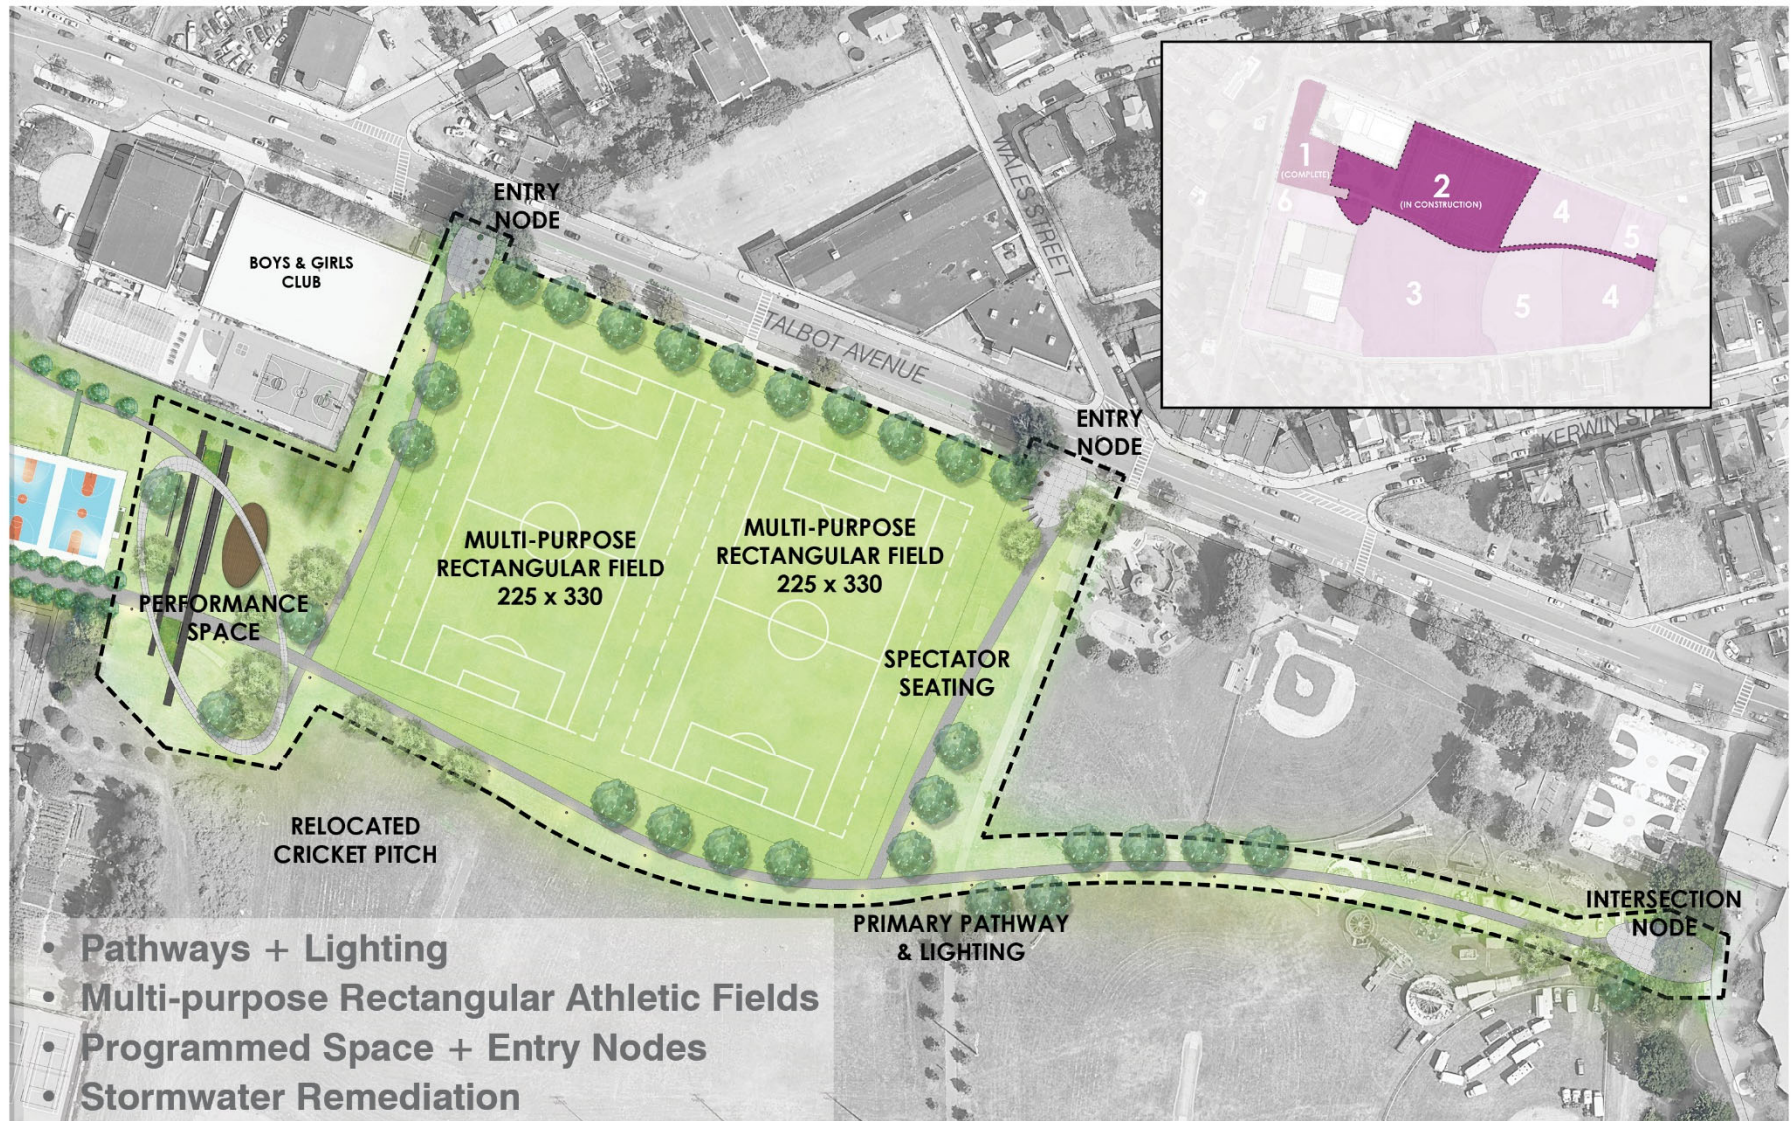 ENTRY
NODE
BOYS & GIRLS
CLUB
WALES STREET
TALBOT AVENUE
1
(COMPLETE)
2
(IN CONSTRUCTION)
4
6
5
3
5
4
ENTRY
NODE
KERWIN STREET
MULTI-PURPOSE
RECTANGULAR FIELD
225 x 330
MULTI-PURPOSE
RECTANGULAR FIELD
225 x 330
PERFORMANCE
SPACE
SPECTATOR
SEATING
RELOCATED
CRICKET PITCH
PRIMARY PATHWAY
& LIGHTING
INTERSECTION
NODE
• Pathways + Lighting
• Multi-purpose Rectangular Athletic Fields
• Programmed Space + Entry Nodes
• Stormwater Remediation